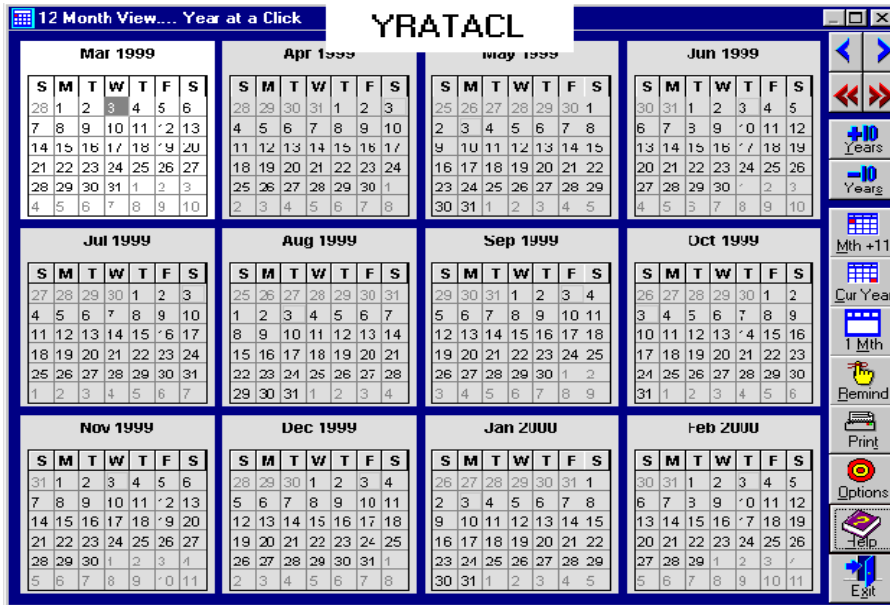 12 Month View.... Year at a Click
YRATACL
Mar 1999
S M T W T F S
28 1 2 3 4 5 6
7 8 9 10 11 12 13
14 15 16 17 18 19 20
21 22 23 24 25 26 27
28 29 30 31 1 2 3
4 5 6 7 8 9 10
Apr 1999
S M T W T F S
28 29 30 31 1 2 3
4 5 6 7 8 9 10
11 12 13 14 15 16 17
18 19 20 21 22 23 24
25 26 27 28 29 30 1
2 3 4 5 6 7 8
May 1999
S M T W T F S
25 26 27 28 29 30 1
2 3 4 5 6 7 8
9 10 11 12 13 14 15
16 17 18 19 20 21 22
23 24 25 26 27 28 29
30 31 1 2 3 4 5
Jun 1999
S M T W T F S
30 31 1 2 3 4 5
6 7 8 9 10 11 12
13 14 15 16 17 18 19
20 21 22 23 24 25 26
27 28 29 30 1 2 3
4 5 6 7 8 9 10
Jul 1999
S M T W T F S
27 28 29 30 1 2 3
4 5 6 7 8 9 10
11 12 13 14 15 16 17
18 19 20 21 22 23 24
25 26 27 28 29 30 31
1 2 3 4 5 6 7
Aug 1999
S M T W T F S
25 26 27 28 29 30 31
1 2 3 4 5 6 7
8 9 10 11 12 13 14
15 16 17 18 19 20 21
22 23 24 25 26 27 28
29 30 31 1 2 3 4
Sep 1999
S M T W T F S
29 30 31 1 2 3 4
5 6 7 8 9 10 11
12 13 14 15 16 17 18
19 20 21 22 23 24 25
26 27 28 29 30 1 2
3 4 5 6 7 8 9
Oct 1999
S M T W T F S
26 27 28 29 30 1 2
3 4 5 6 7 8 9
10 11 12 13 14 15 16
17 18 19 20 21 22 23
24 25 26 27 28 29 30
31 1 2 3 4 5 6
Nov 1999
S M T W T F S
31 1 2 3 4 5 6
7 8 9 10 11 12 13
14 15 16 17 18 19 20
21 22 23 24 25 26 27
28 29 30 1 2 3 4
5 6 7 8 9 10 11
Dec 1999
S M T W T F S
28 29 30 1 2 3 4
5 6 7 8 9 10 11
12 13 14 15 16 17 18
19 20 21 22 23 24 25
26 27 28 29 30 31 1
2 3 4 5 6 7 8
Jan 2000
S M T W T F S
26 27 28 29 30 31 1
2 3 4 5 6 7 8
9 10 11 12 13 14 15
16 17 18 19 20 21 22
23 24 25 26 27 28 29
30 31 1 2 3 4 5
Feb 2000
S M T W T F S
30 31 1 2 3 4 5
6 7 8 9 10 11 12
13 14 15 16 17 18 19
20 21 22 23 24 25 26
27 28 29 1 2 3 4
5 6 7 8 9 10 11
+10
Years
-10
Years
Mth +11
Cur Year
1 Mth
Remind
Print
Options
Help
Exit